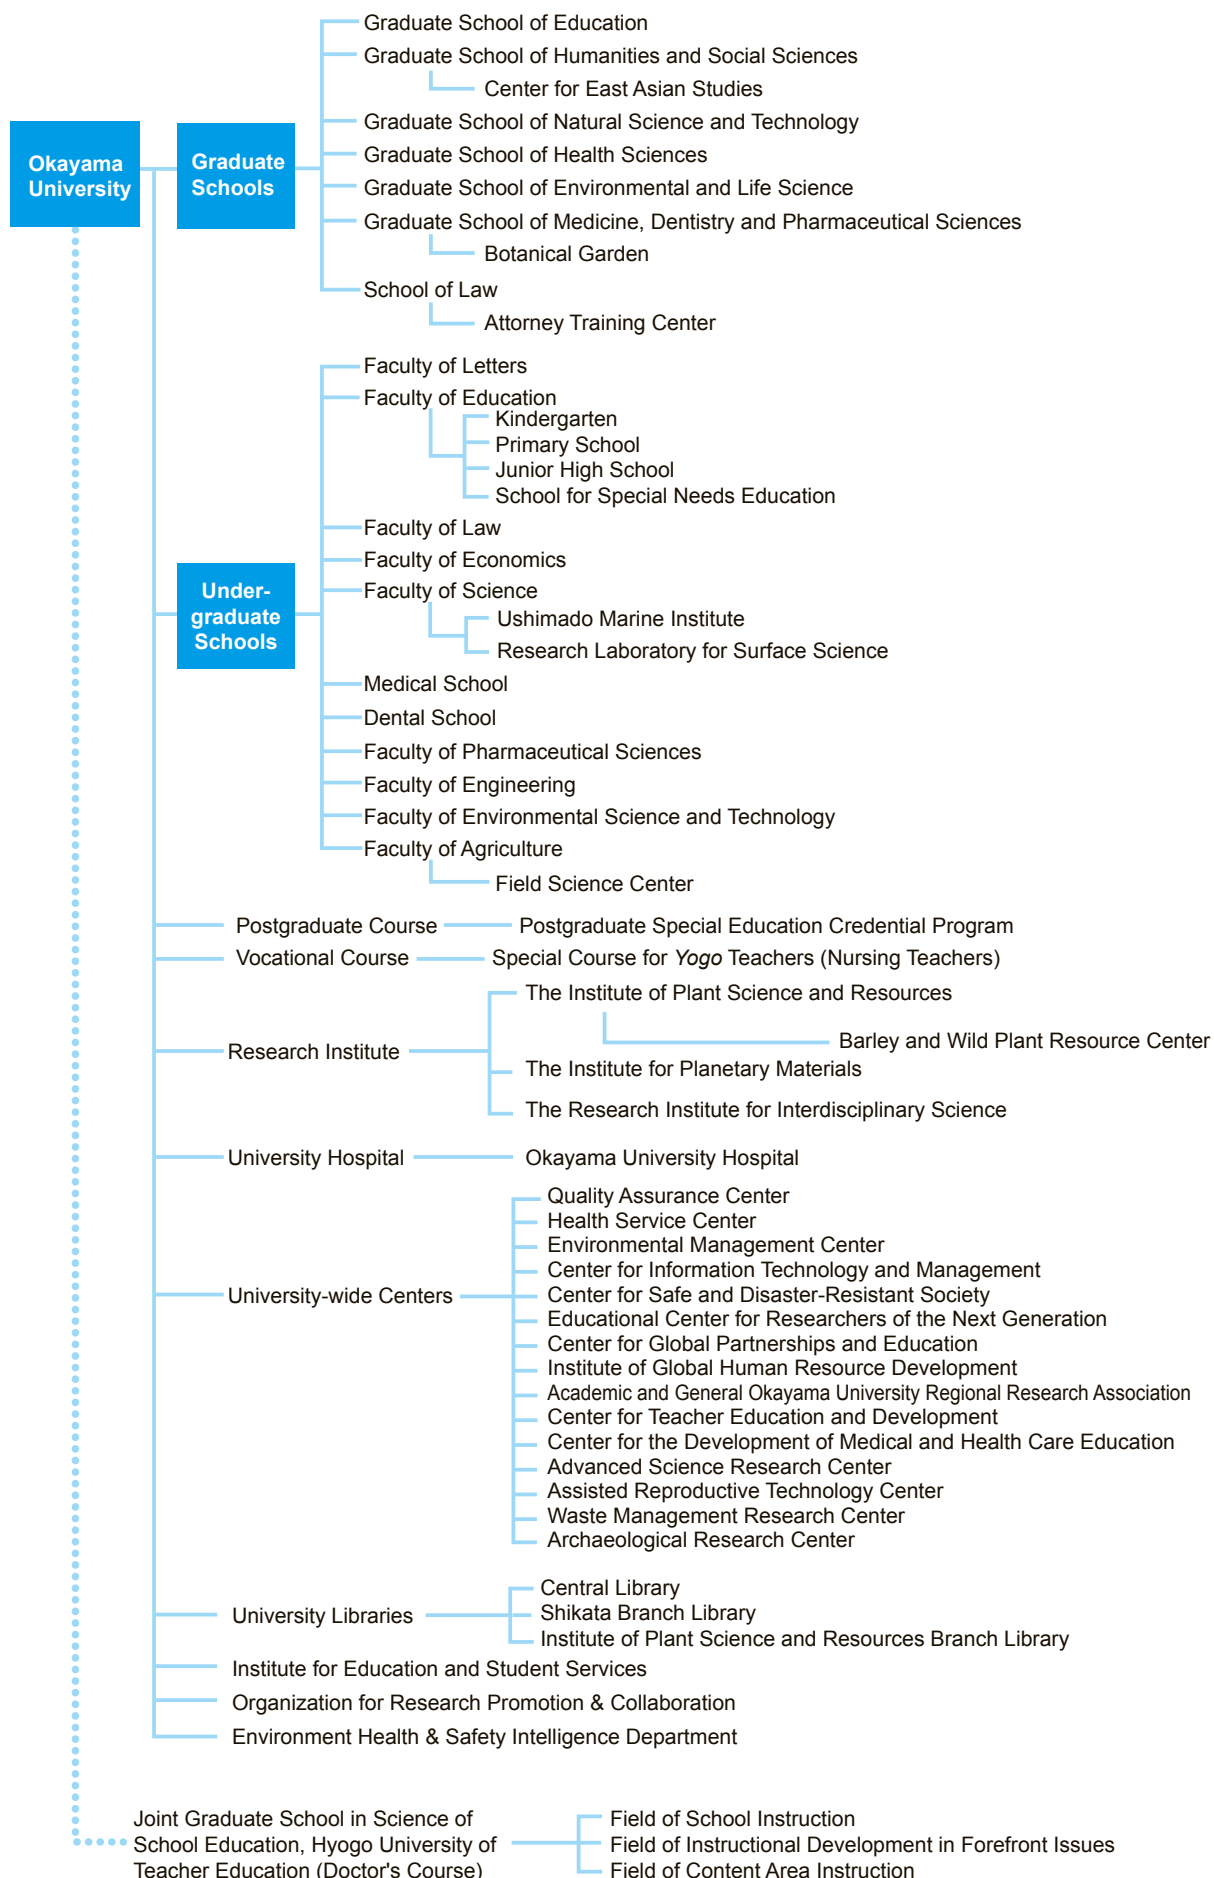 Okayama
University
Graduate
Schools
Graduate School of Education
Graduate School of Humanities and Social Sciences
Center for East Asian Studies
Graduate School of Natural Science and Technology
Graduate School of Health Sciences
Graduate School of Environmental and Life Science
Graduate School of Medicine, Dentistry and Pharmaceutical Sciences
Botanical Garden
School of Law
Attorney Training Center
Under-
graduate
Schools
Faculty of Letters
Faculty of Education
Kindergarten
Primary School
Junior High School
School for Special Needs Education
Faculty of Law
Faculty of Economics
Faculty of Science
Ushimado Marine Institute
Research Laboratory for Surface Science
Medical School
Dental School
Faculty of Pharmaceutical Sciences
Faculty of Engineering
Faculty of Environmental Science and Technology
Faculty of Agriculture
Field Science Center
Postgraduate Course
Postgraduate Special Education Credential Program
Vocational Course
Special Course for Yogo Teachers (Nursing Teachers)
Research Institute
The Institute of Plant Science and Resources
Barley and Wild Plant Resource Center
The Institute for Planetary Materials
The Research Institute for Interdisciplinary Science
University Hospital
Okayama University Hospital
University-wide Centers
Quality Assurance Center
Health Service Center
Environmental Management Center
Center for Information Technology and Management
Center for Safe and Disaster-Resistant Society
Educational Center for Researchers of the Next Generation
Center for Global Partnerships and Education
Institute of Global Human Resource Development
Academic and General Okayama University Regional Research Association
Center for Teacher Education and Development
Center for the Development of Medical and Health Care Education
Advanced Science Research Center
Assisted Reproductive Technology Center
Waste Management Research Center
Archaeological Research Center
University Libraries
Central Library
Shikata Branch Library
Institute of Plant Science and Resources Branch Library
Institute for Education and Student Services
Organization for Research Promotion & Collaboration
Environment Health & Safety Intelligence Department
Joint Graduate School in Science of
School Education, Hyogo University of
Teacher Education (Doctor's Course)
Field of School Instruction
Field of Instructional Development in Forefront Issues
Field of Content Area Instruction